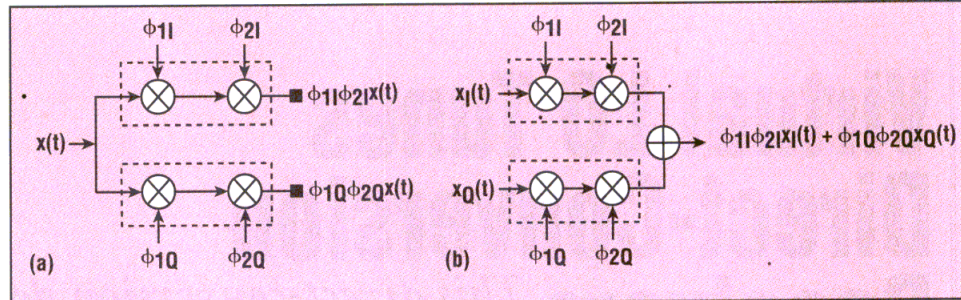 ϕ1I ϕ2I
x(t)
ϕ1Iϕ2Ix(t)
ϕ1Qϕ2Qx(t)
ϕ1Q ϕ2Q
(a)
ϕ1I ϕ2I
xI(t)
xQ(t)
ϕ1Iϕ2IxI(t) + ϕ1Qϕ2QxQ(t)
ϕ1Q ϕ2Q
(b)